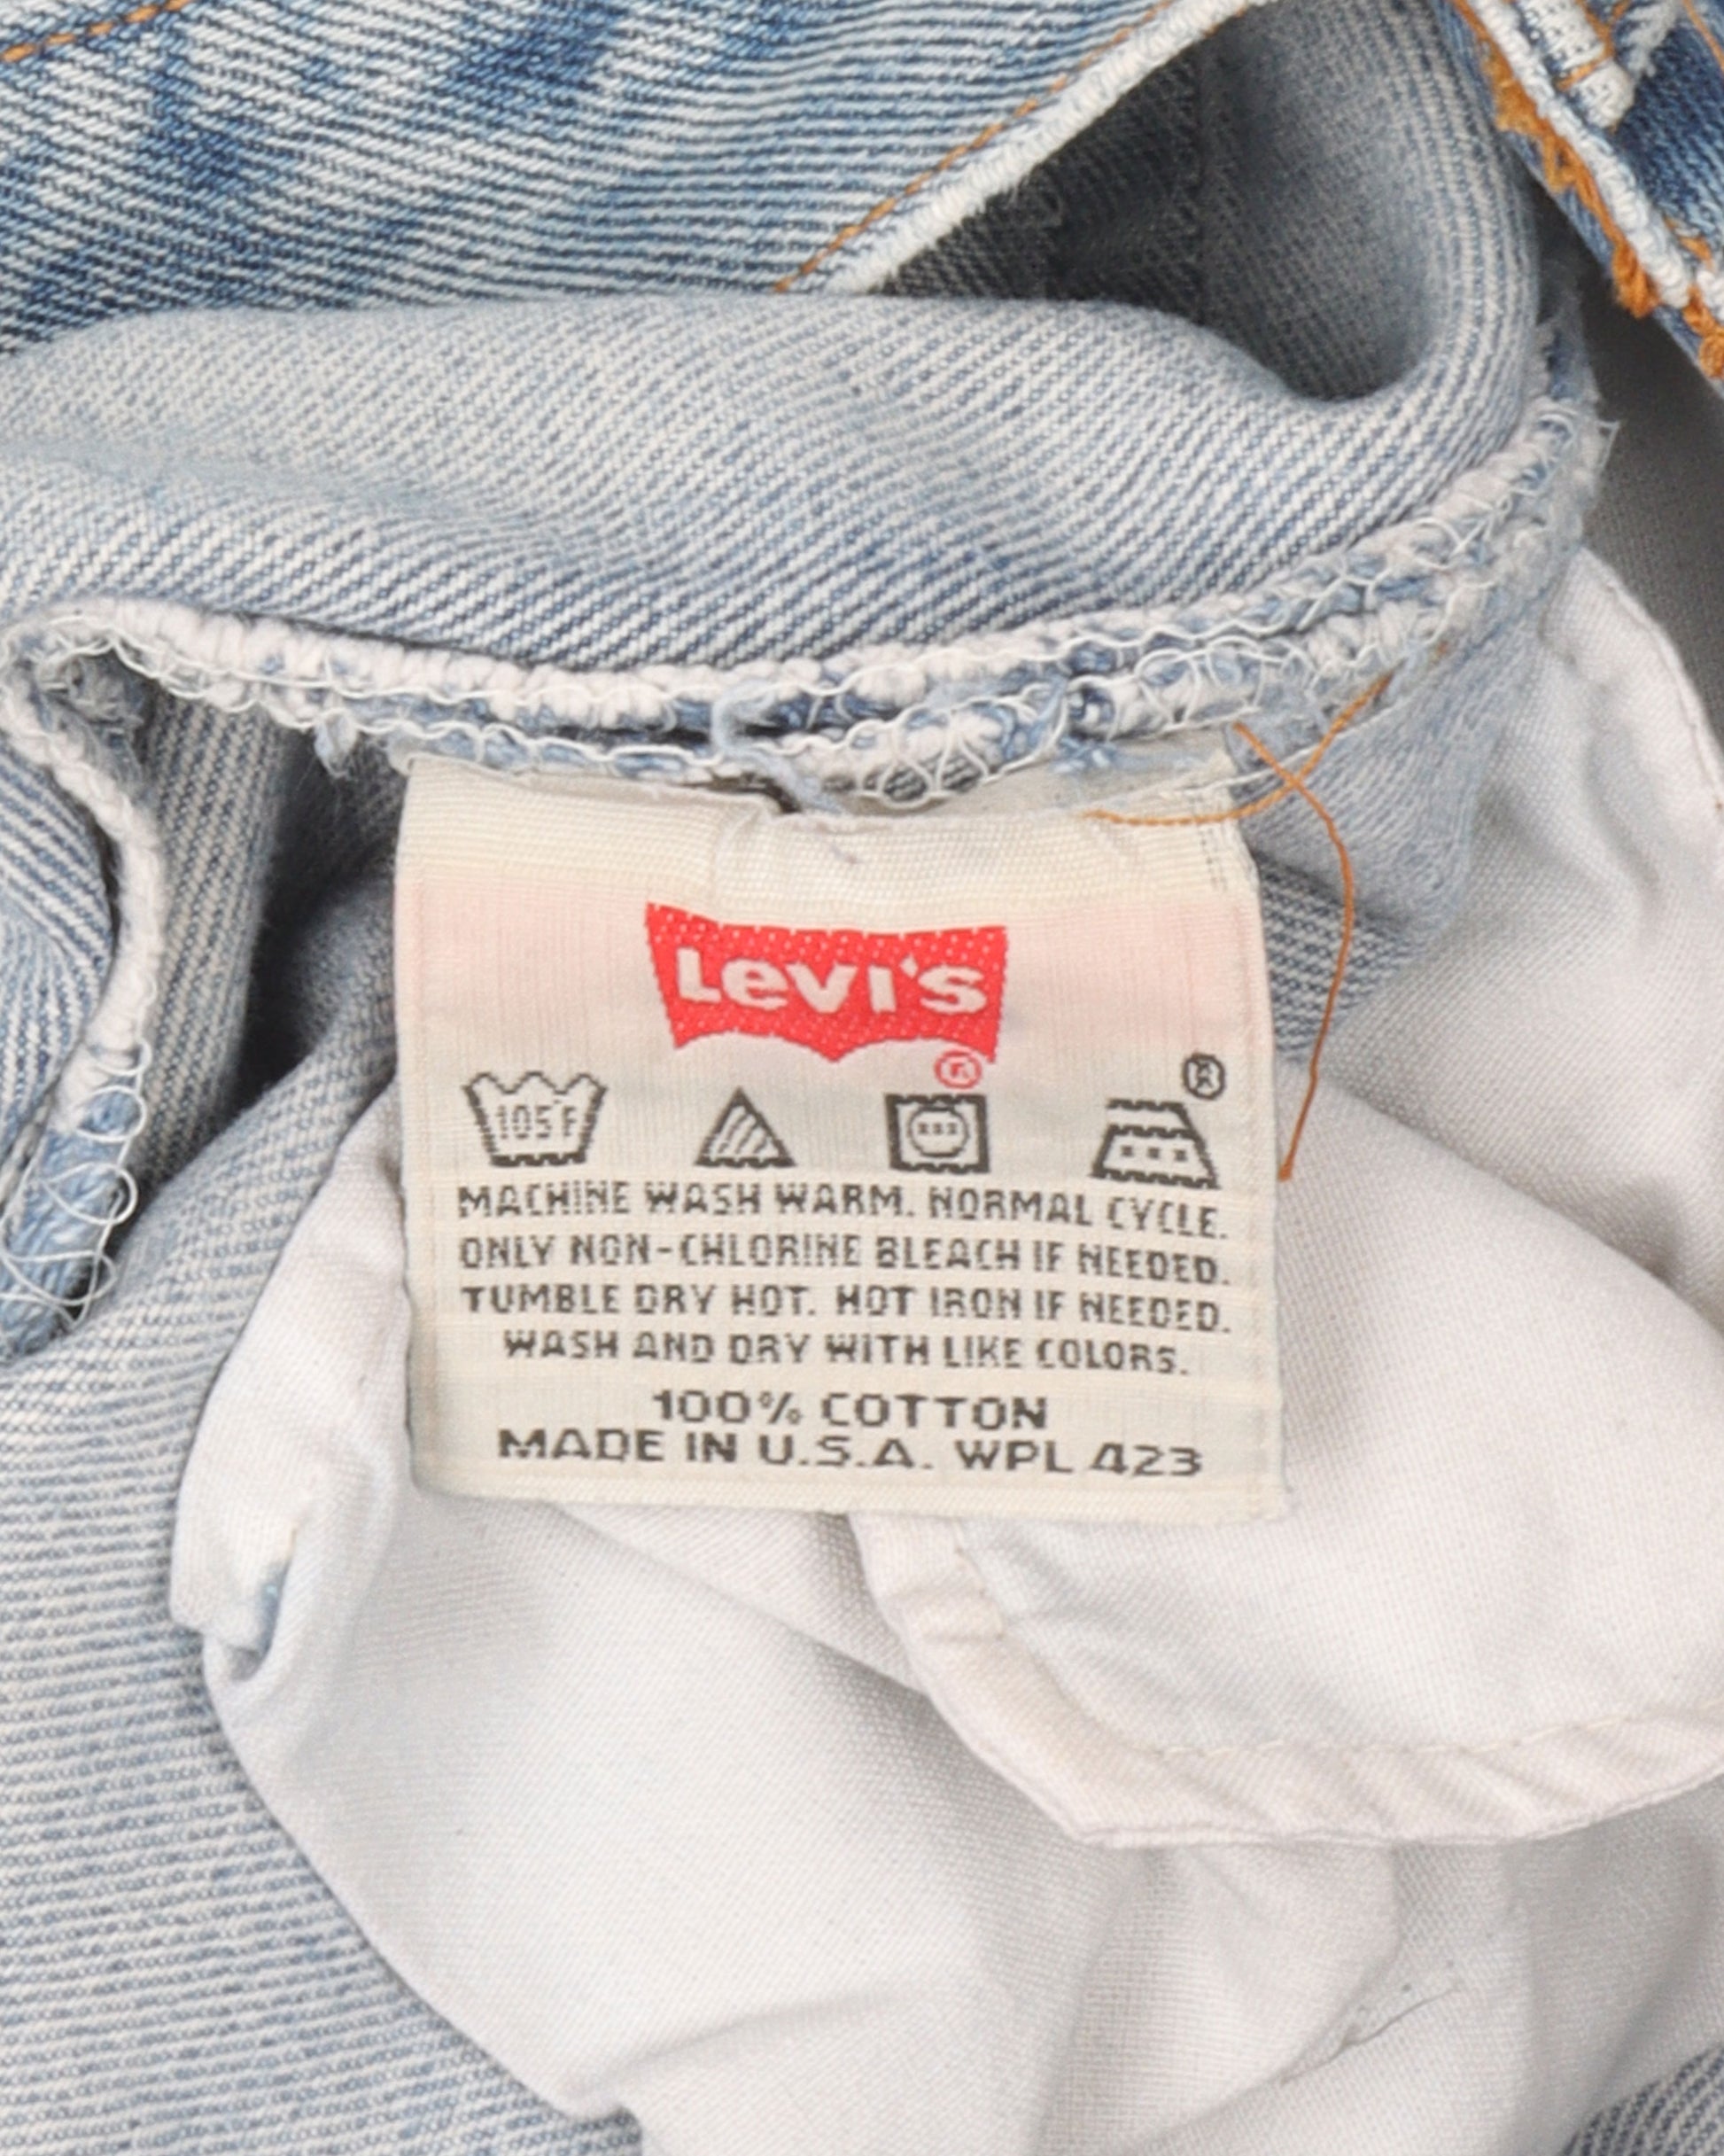 Levi's
®
®
105°F
MACHINE WASH WARM. NORMAL CYCLE.
ONLY NON-CHLORINE BLEACH IF NEEDED.
TUMBLE DRY HOT. HOT IRON IF NEEDED.
WASH AND DRY WITH LIKE COLORS.
100% COTTON
MADE IN U.S.A. WPL 423